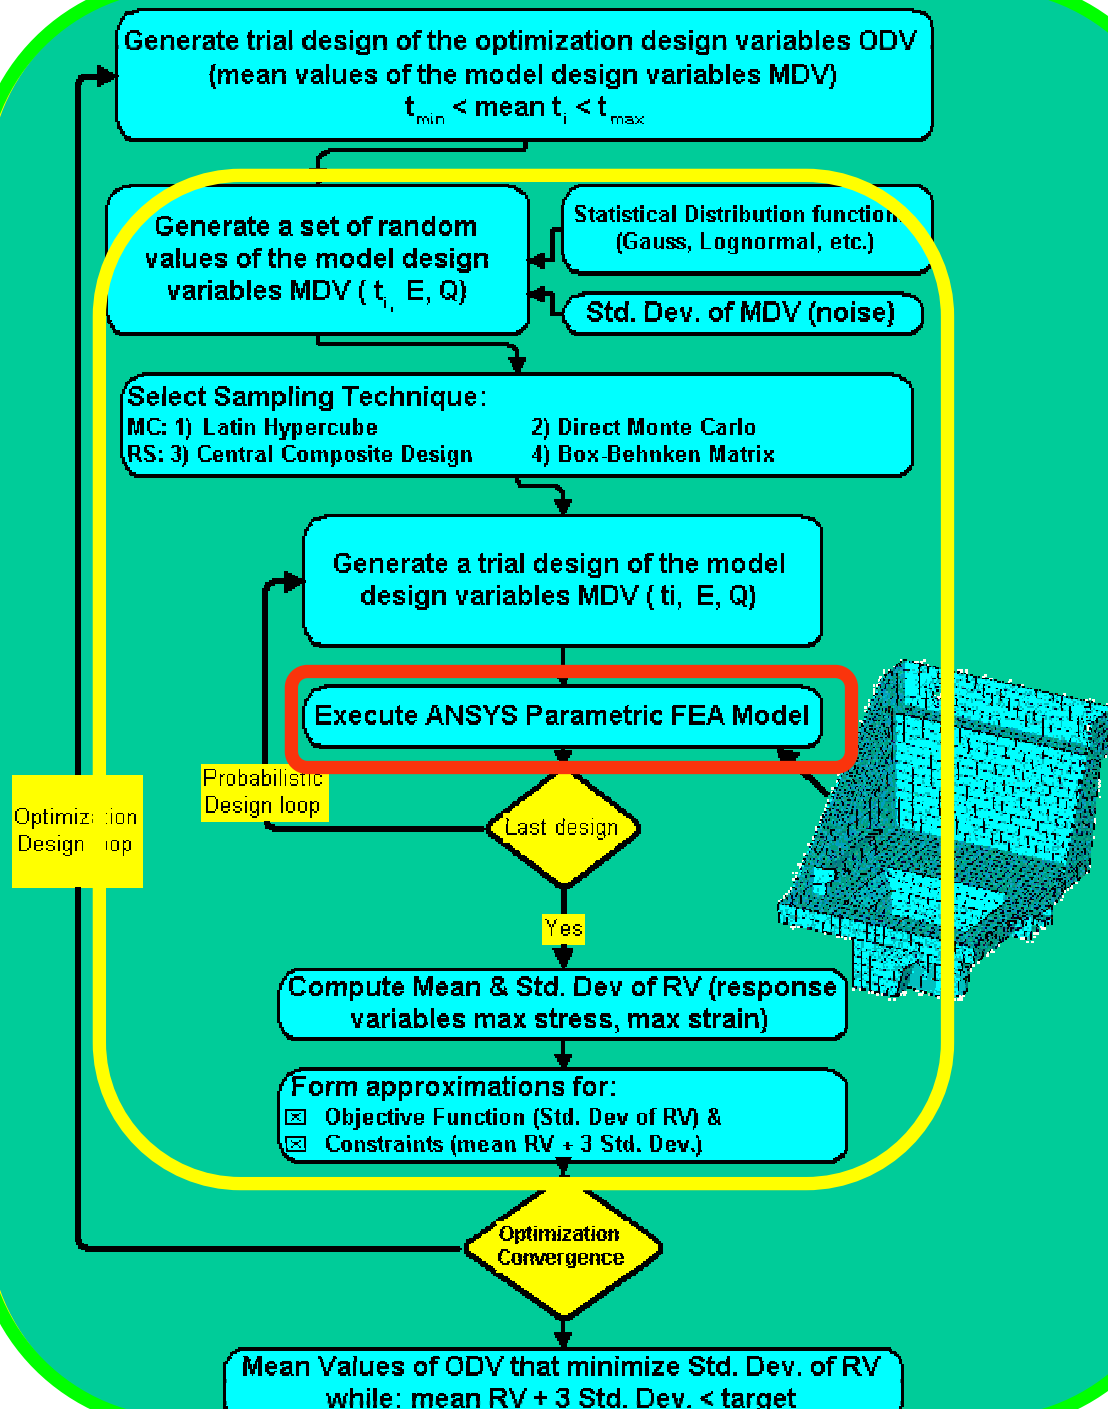 Generate trial design of the optimization design variables ODV
(mean values of the model design variables MDV)
tmin < mean ti < tmax
Generate a set of random
values of the model design
variables MDV ( ti, E, Q)
Statistical Distribution function
(Gauss, Lognormal, etc.)
Std. Dev. of MDV (noise)
Select Sampling Technique:
MC: 1) Latin Hypercube 2) Direct Monte Carlo
RS: 3) Central Composite Design 4) Box-Behnken Matrix
Generate a trial design of the model
design variables MDV ( ti, E, Q)
Execute ANSYS Parametric FEA Model
Probabilistic
Design loop
Optimization
Design loop
Last design
Yes
Compute Mean & Std. Dev of RV (response
variables max stress, max strain)
Form approximations for:
Objective Function (Std. Dev of RV) &
Constraints (mean RV + 3 Std. Dev.)
Optimization
Convergence
Mean Values of ODV that minimize Std. Dev. of RV
while: mean RV + 3 Std. Dev. < target